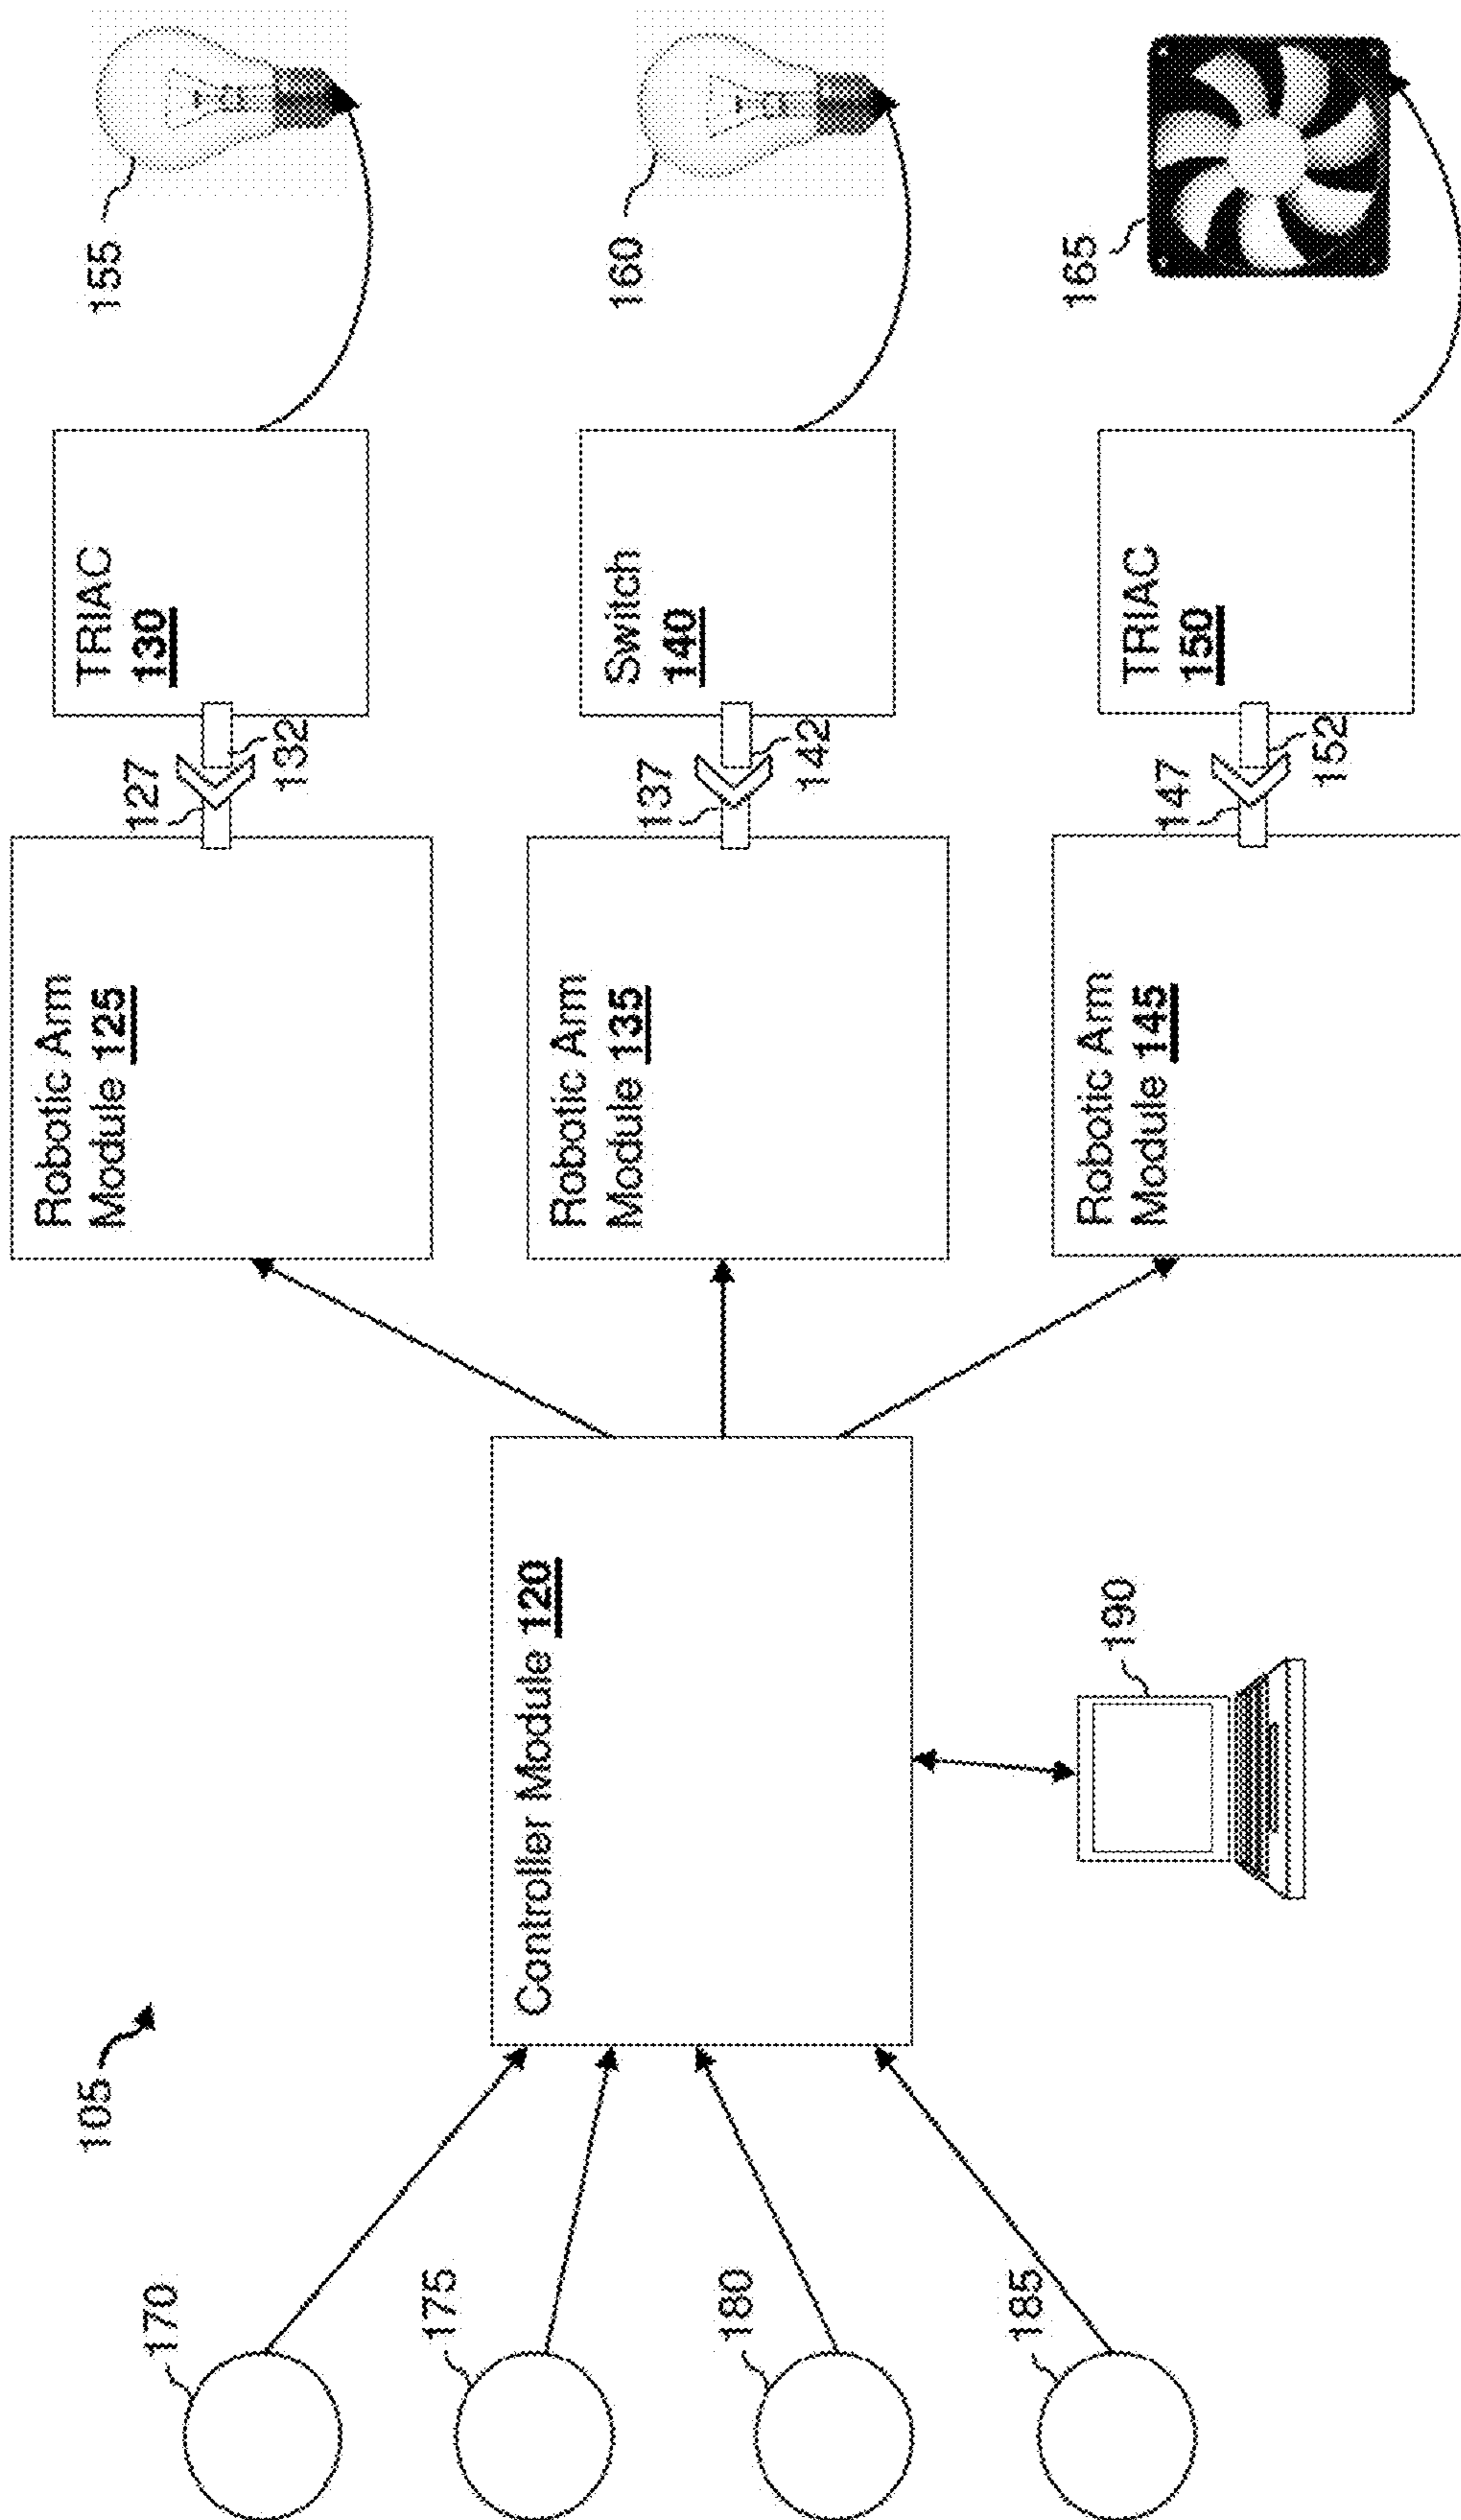 105
170
175
180
185
Controller Module 120
190
Robotic Arm
Module 125
127
132
TRIAC
130
155
Robotic Arm
Module 135
137
142
Switch
140
160
Robotic Arm
Module 145
147
152
TRIAC
150
165